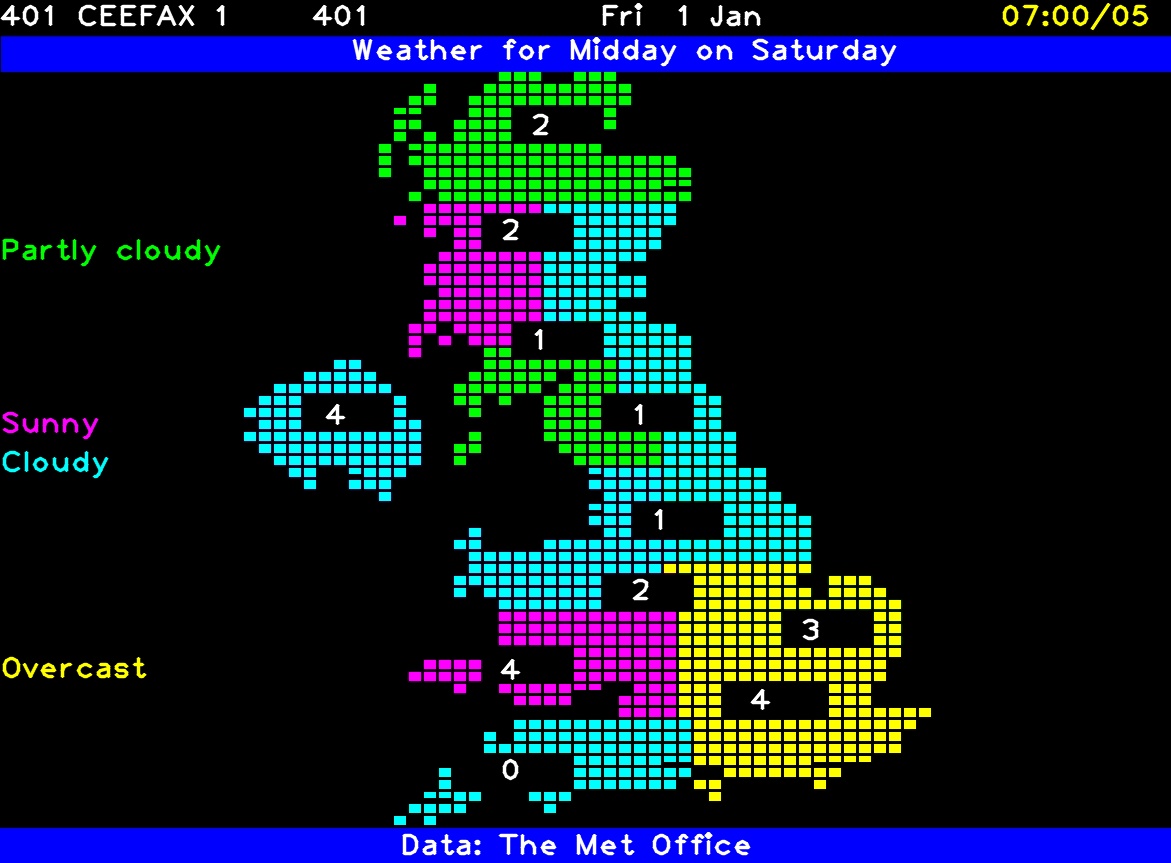 401 CEEFAX 1 401 Fri 1 Jan 07:00/05
Weather for Midday on Saturday
2
2
Partly cloudy
1
4 1
Sunny
Cloudy
1
2
3
Overcast 4
4
0
Data: The Met Office